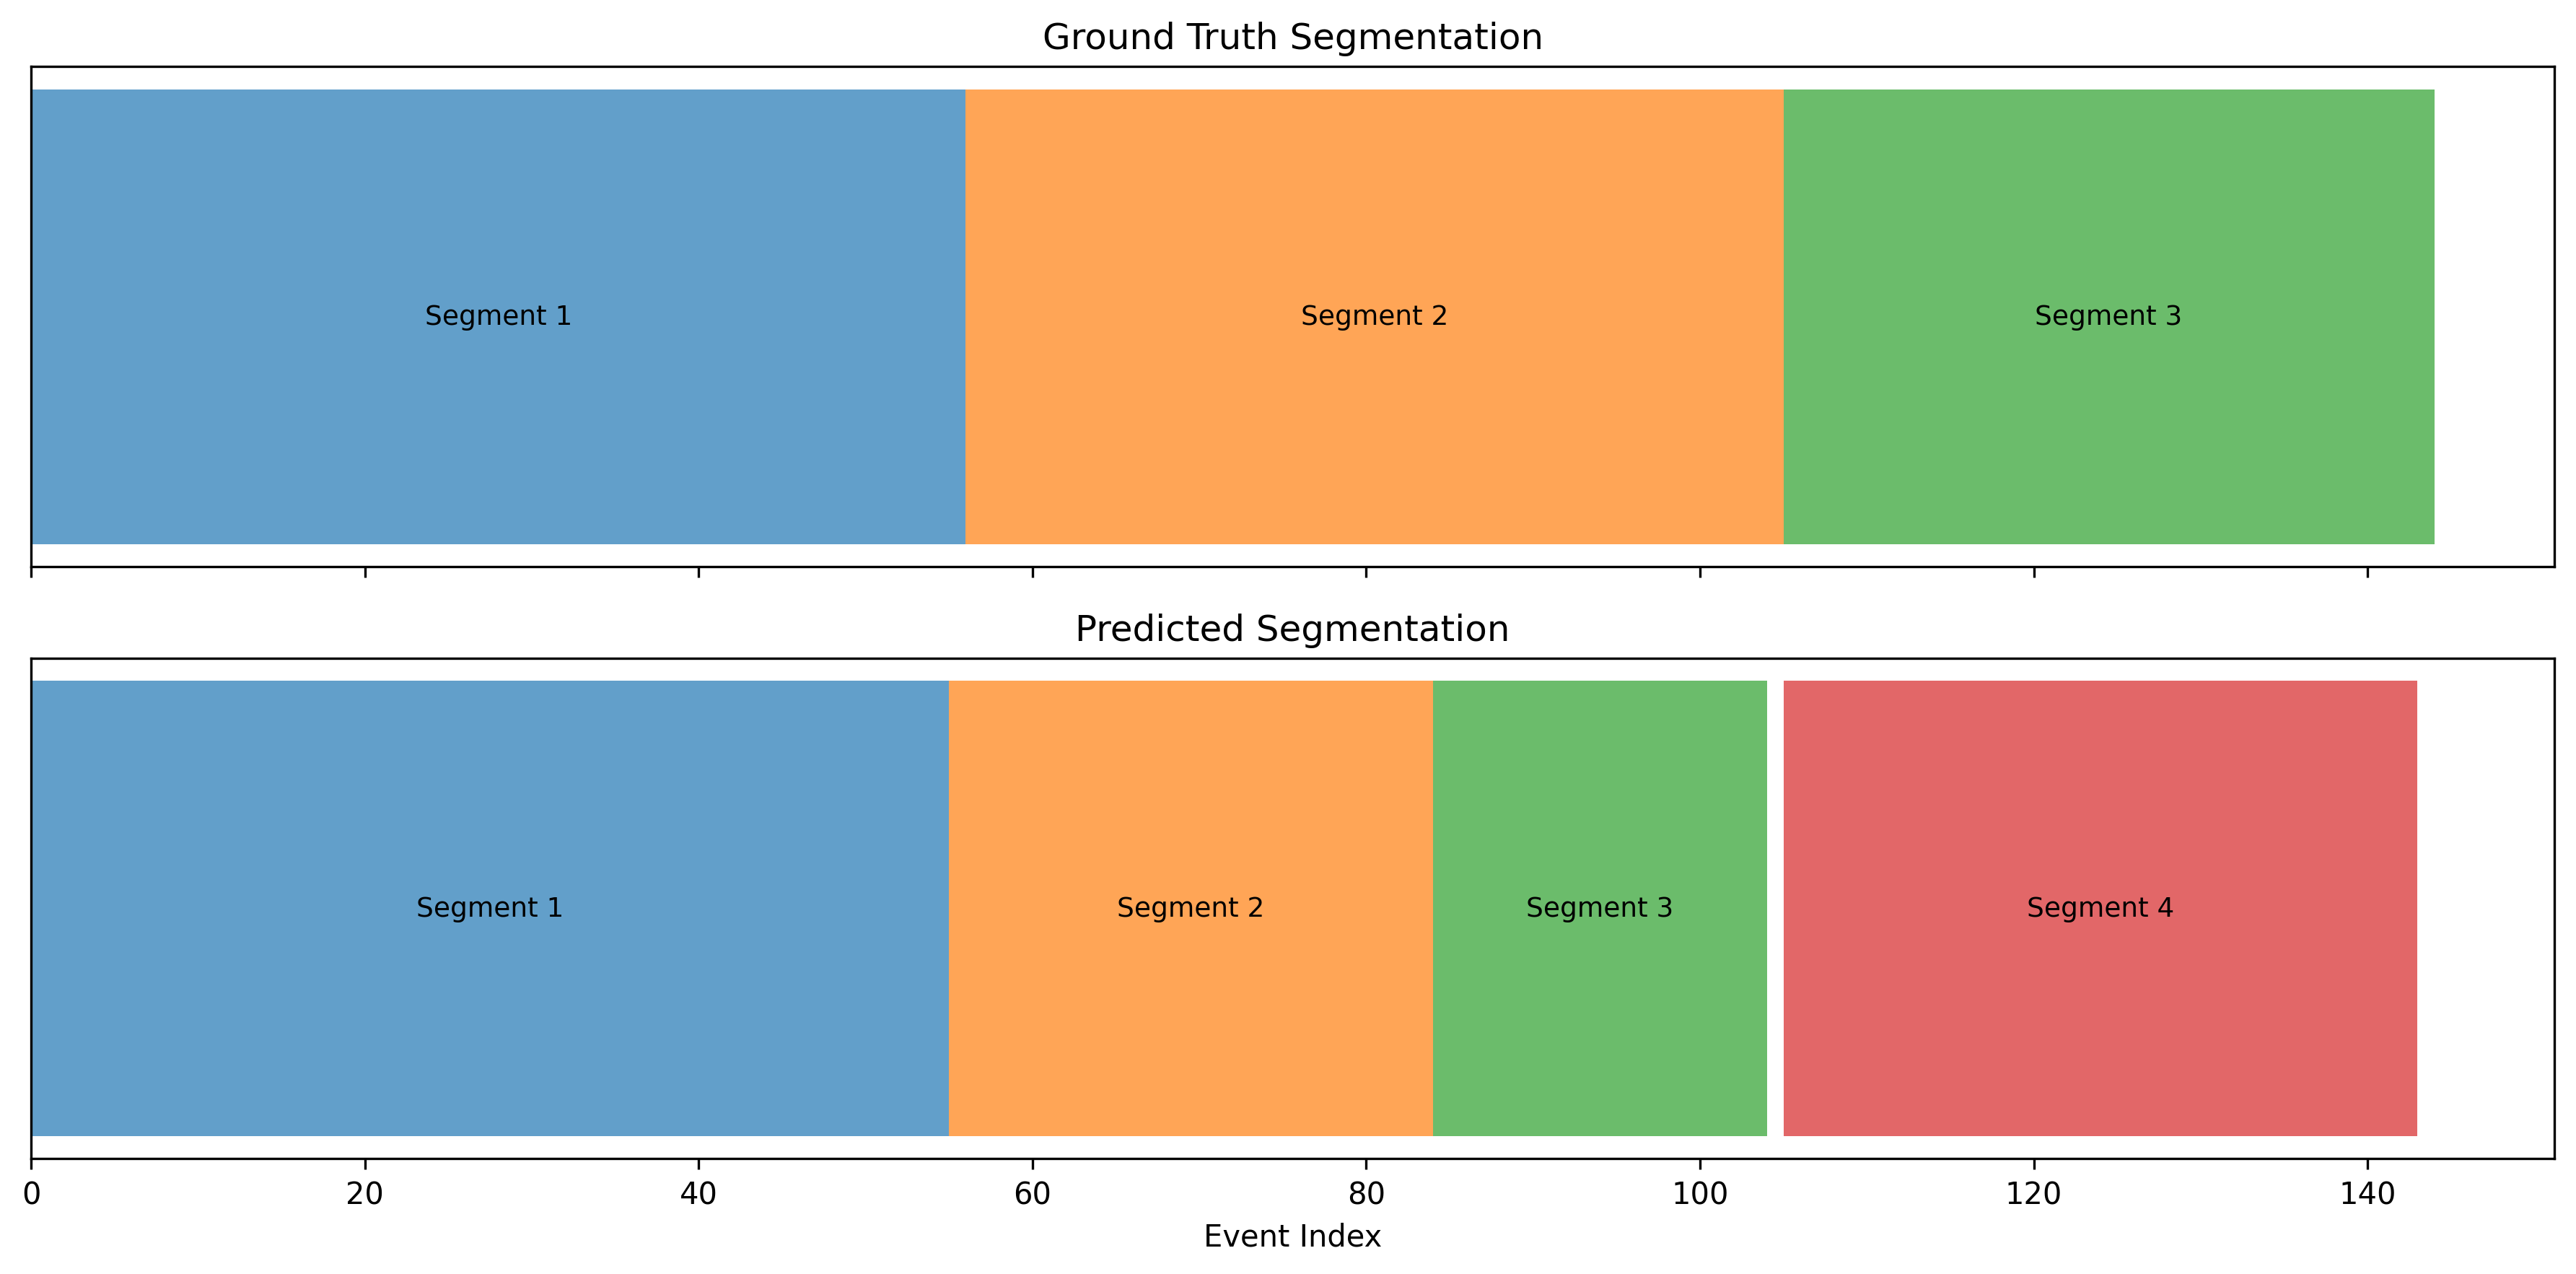 Ground Truth Segmentation
Segment 1 Segment 2 Segment 3
Predicted Segmentation
Segment 1 Segment 2 Segment 3 Segment 4
0 20 40 60 80 100 120 140
Event Index